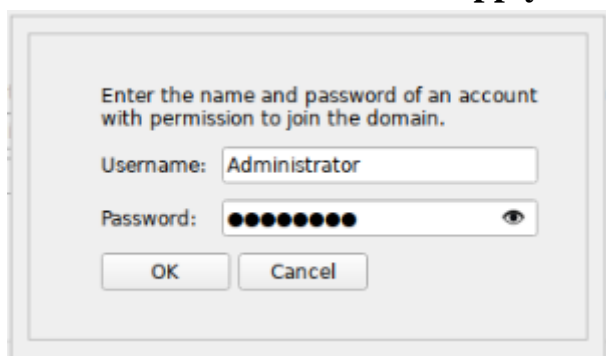 Enter the name and password of an account
with permission to join the domain.
Username: Administrator
Password: ●●●●●●●●
OK Cancel